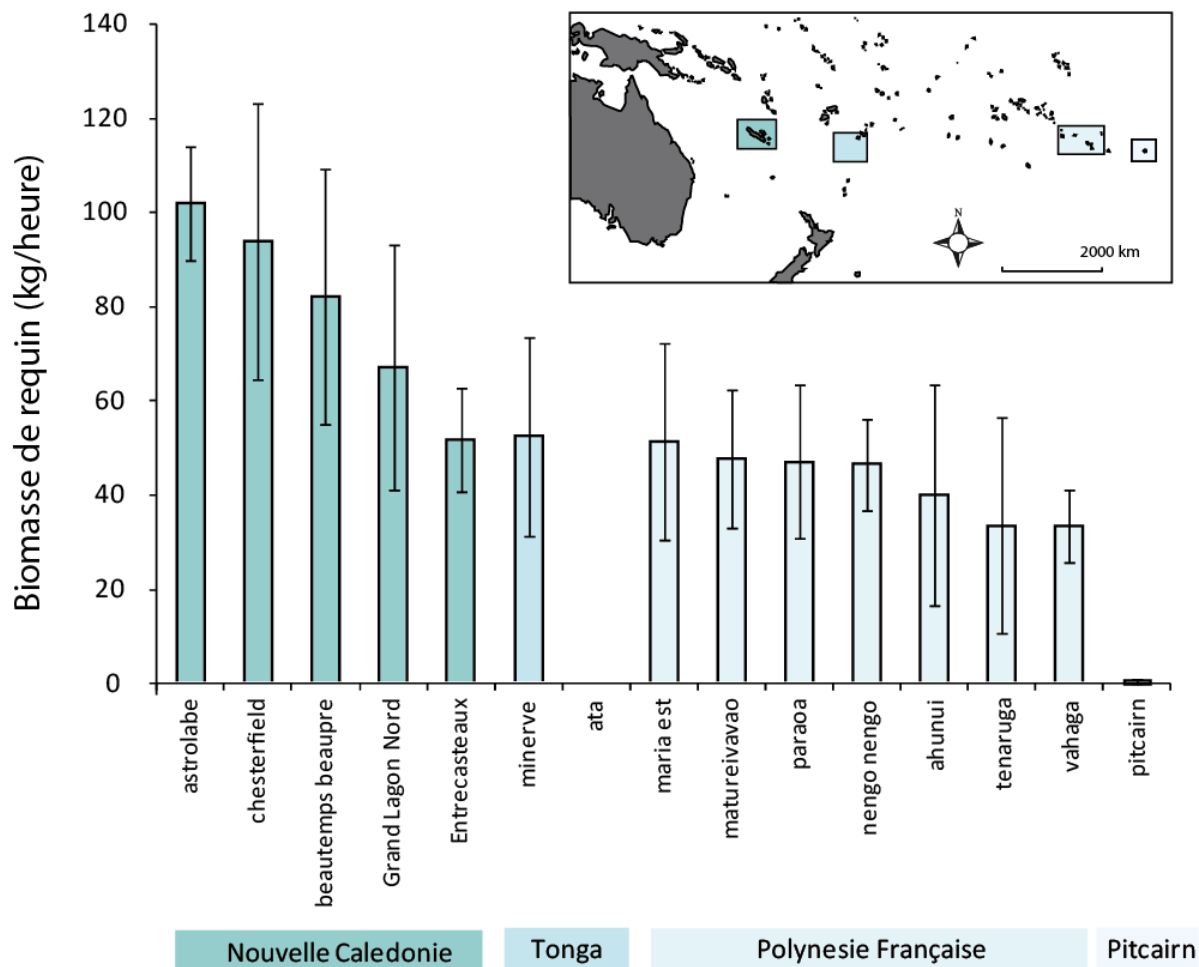 Biomasse de requin (kg/heure)
140
120
100
80
60
40
20
0
N
2000 km
astrolabe
chesterfield
beautemps beaupre
Grand Lagon Nord
Entrecasteaux
minerve
ata
maria est
matureivavao
paraoa
nengo nengo
ahunui
tenaruga
vahaga
pitcairn
Nouvelle Caledonie
Tonga
Polynesie Française
Pitcairn